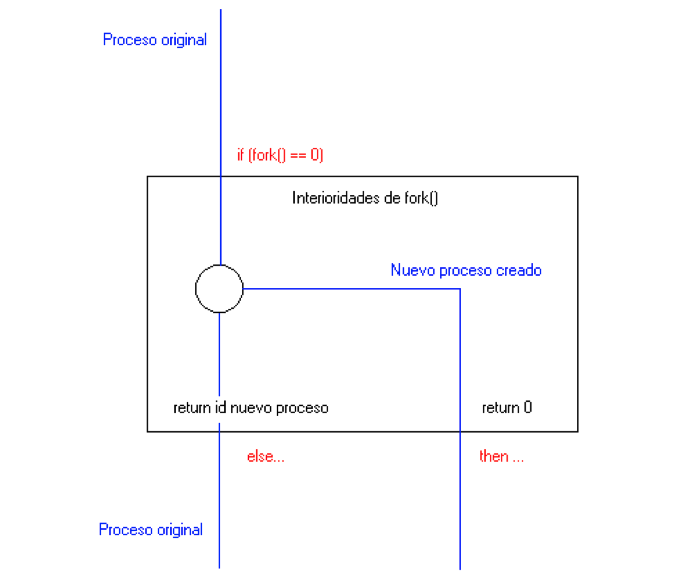 Proceso original
if (fork() == 0)
Interioridades de fork()
Nuevo proceso creado
return id nuevo proceso
return 0
else...
then ...
Proceso original